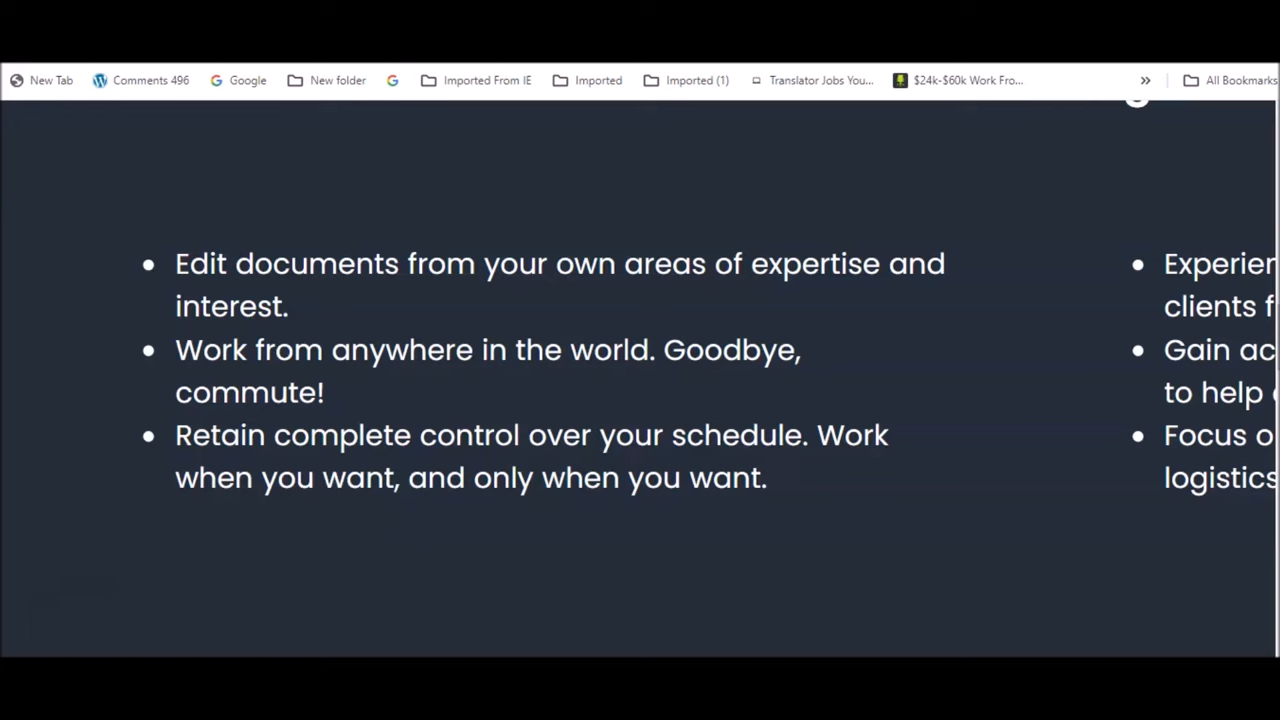 New Tab Comments 496 Google New folder Imported From IE Imported Imported (1) Translator Jobs You... $24k-$60k Work Fro... » All Bookmarks
• Edit documents from your own areas of expertise and
interest.
• Work from anywhere in the world. Goodbye,
commute!
• Retain complete control over your schedule. Work
when you want, and only when you want.
• Experier
clients f
• Gain ac
to help
• Focus o
logistics